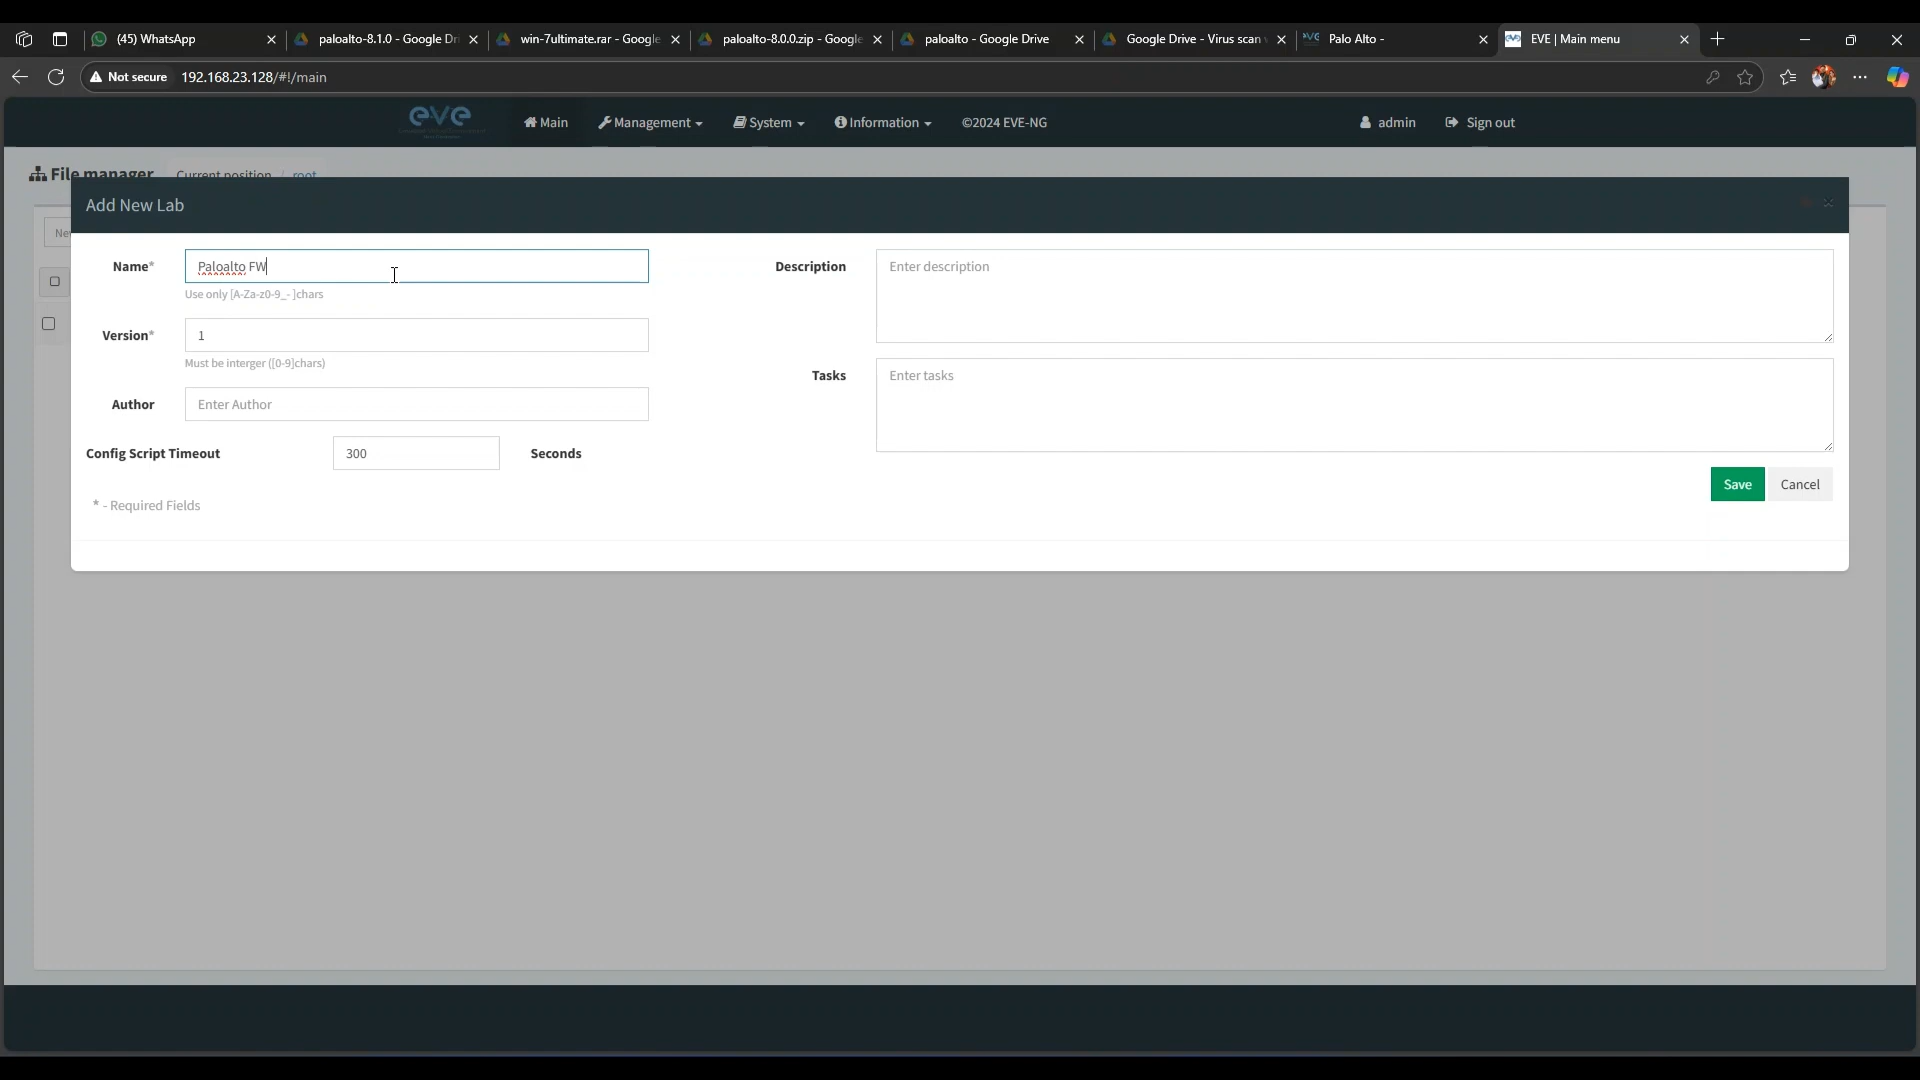 (45) WhatsApp
paloalto-8.1.0 - Google Dri
win-7ultimate.rar - Google
paloalto-8.0.0.zip - Google
paloalto - Google Drive
Google Drive - Virus scan
Palo Alto -
EVE | Main menu
Not secure 192.168.23.128/#!/main
eve
Main
Management
System
Information
©2024 EVE-NG
admin
Sign out
File manager
Current position / root
Add New Lab
Ne
Name*
Paloalto FW
Use only [A-Za-z0-9_- ]chars
Version*
1
Must be interger ([0-9]chars)
Author
Enter Author
Config Script Timeout
300
Seconds
* - Required Fields
Description
Enter description
Tasks
Enter tasks
Save
Cancel